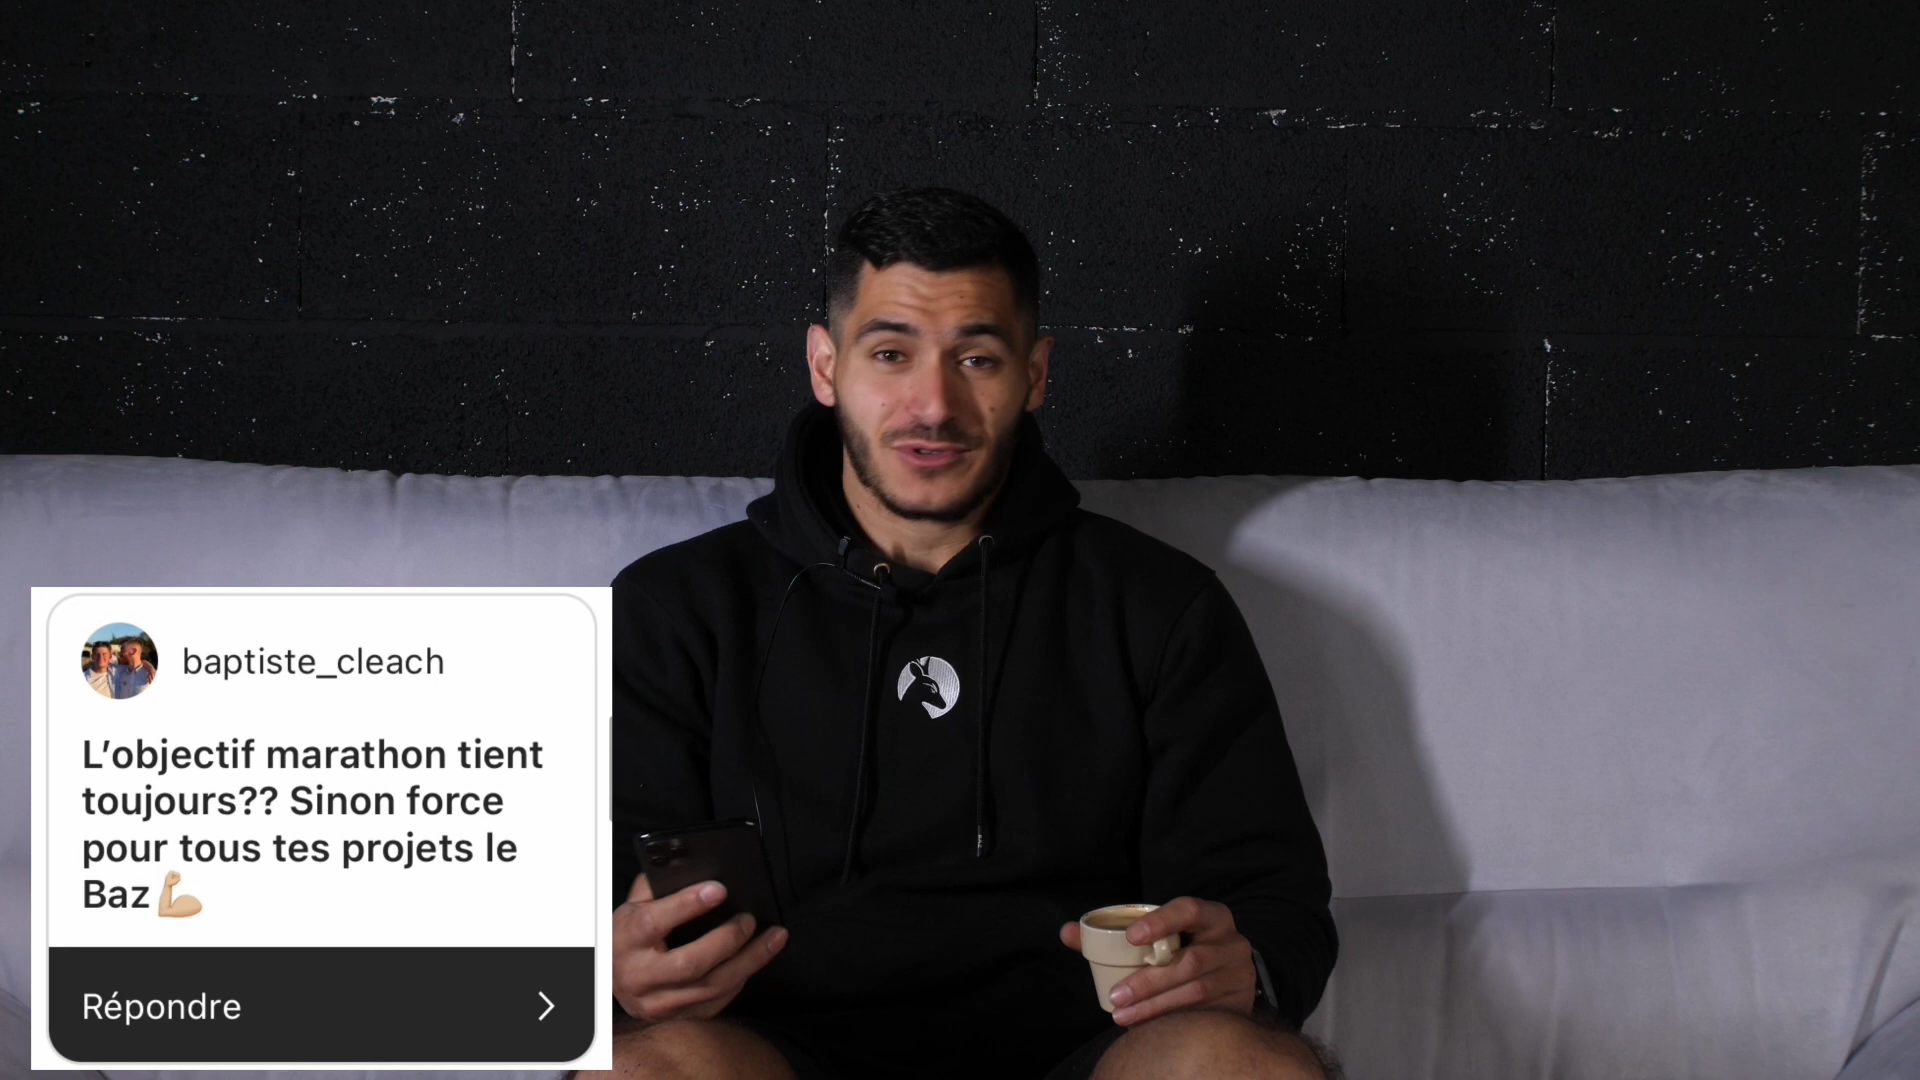 baptiste_cleach
L’objectif marathon tient
toujours?? Sinon force
pour tous tes projets le
Baz💪🏼
Répondre